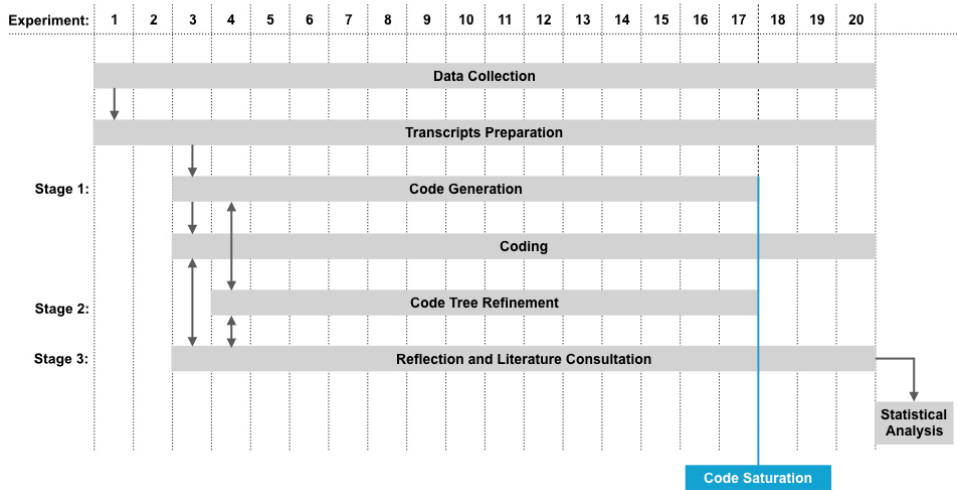 Experiment: 1 2 3 4 5 6 7 8 9 10 11 12 13 14 15 16 17 18 19 20
Data Collection
Transcripts Preparation
Stage 1: Code Generation
Coding
Stage 2: Code Tree Refinement
Stage 3: Reflection and Literature Consultation
Statistical
Analysis
Code Saturation